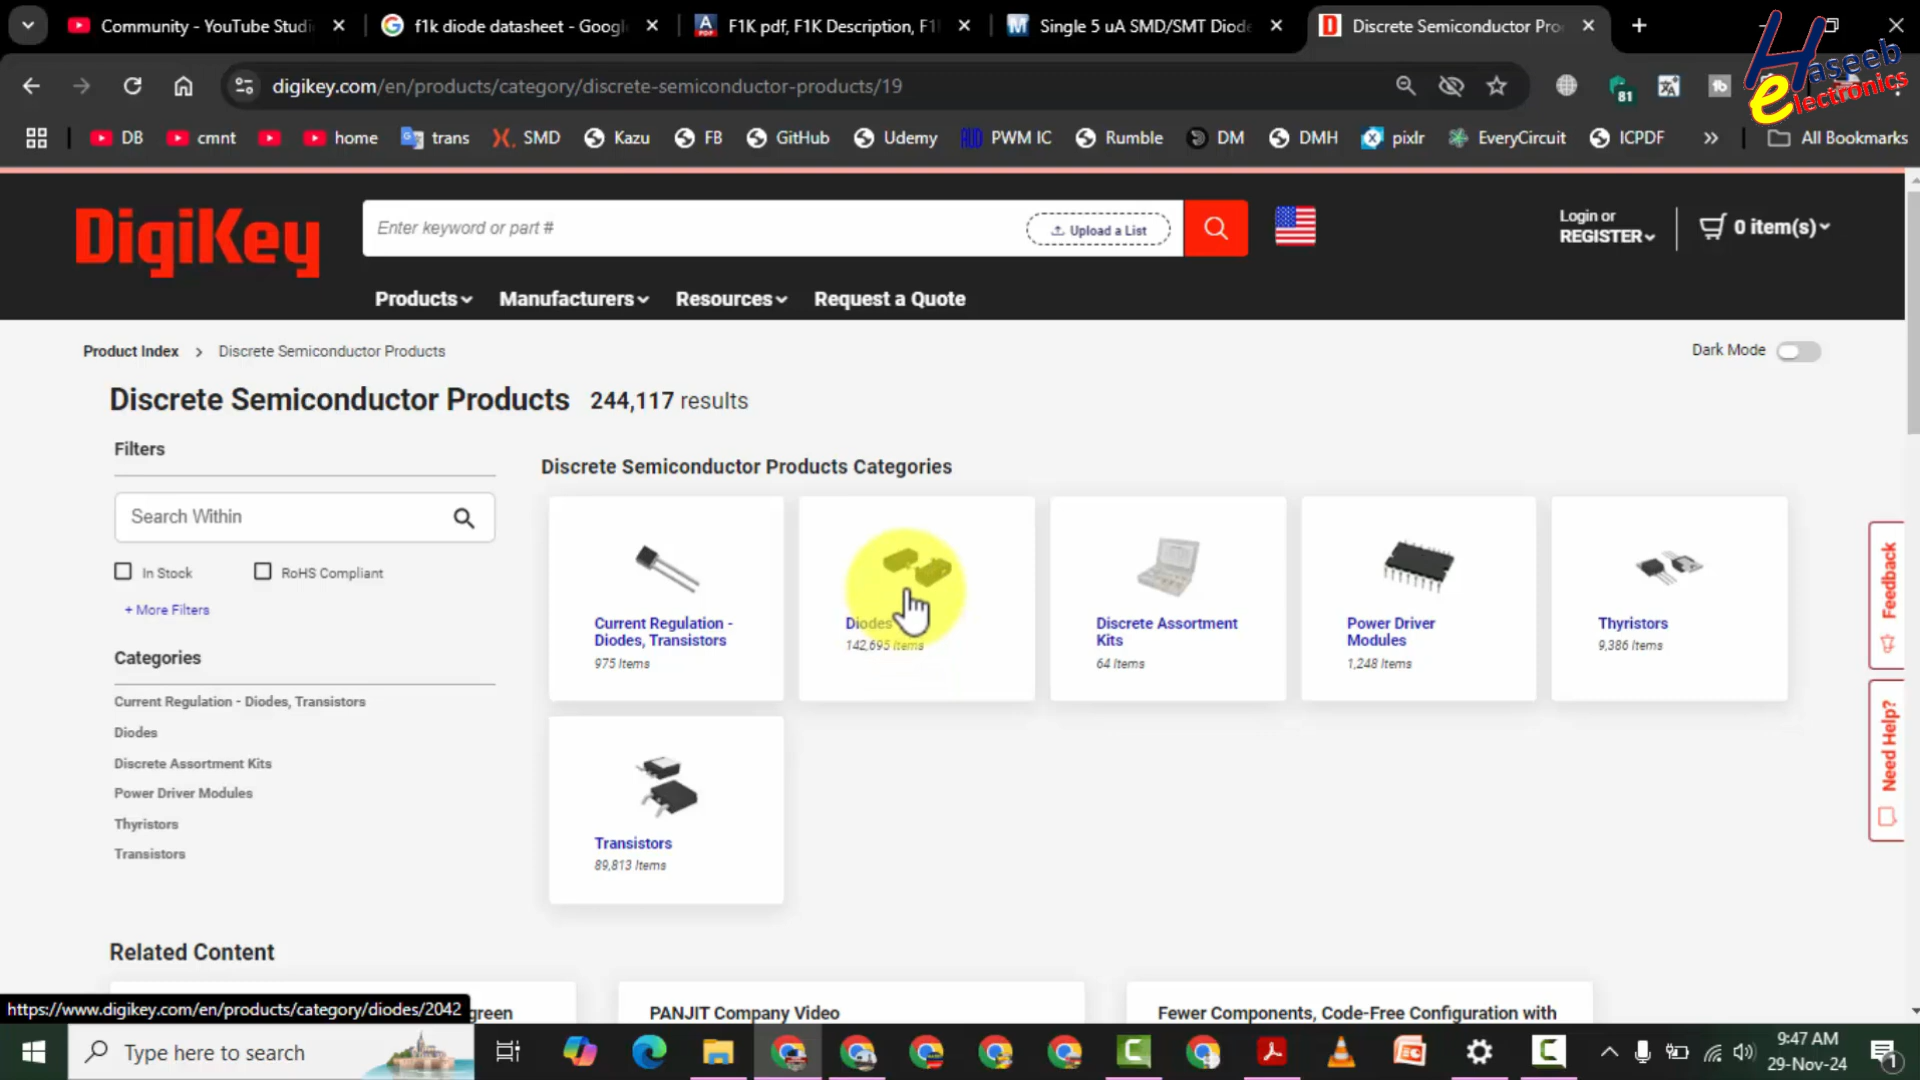 Community - YouTube Studi
f1k diode datasheet - Google
F1K pdf, F1K Description, F1
Single 5 uA SMD/SMT Diode
Discrete Semiconductor Pro
digikey.com/en/products/category/discrete-semiconductor-products/19
81
Haseeb
electronics
DB
cmnt
home
trans
SMD
Kazu
FB
GitHub
Udemy
PWM IC
Rumble
DM
DMH
pixlr
EveryCircuit
ICPDF
All Bookmarks
DigiKey
Enter keyword or part #
Upload a List
Login or
REGISTER
0 item(s)
Products
Manufacturers
Resources
Request a Quote
Product Index > Discrete Semiconductor Products
Dark Mode
Discrete Semiconductor Products 244,117 results
Filters
Search Within
In Stock
RoHS Compliant
+ More Filters
Categories
Current Regulation - Diodes, Transistors
Diodes
Discrete Assortment Kits
Power Driver Modules
Thyristors
Transistors
Discrete Semiconductor Products Categories
Current Regulation -
Diodes, Transistors
975 Items
Diodes
142,695 Items
Discrete Assortment
Kits
64 Items
Power Driver
Modules
1,248 Items
Thyristors
9,386 Items
Transistors
89,813 Items
Feedback
Need Help?
Related Content
green
PANJIT Company Video
Fewer Components, Code-Free Configuration with
https://www.digikey.com/en/products/category/diodes/2042
Type here to search
9:47 AM
29-Nov-24
1